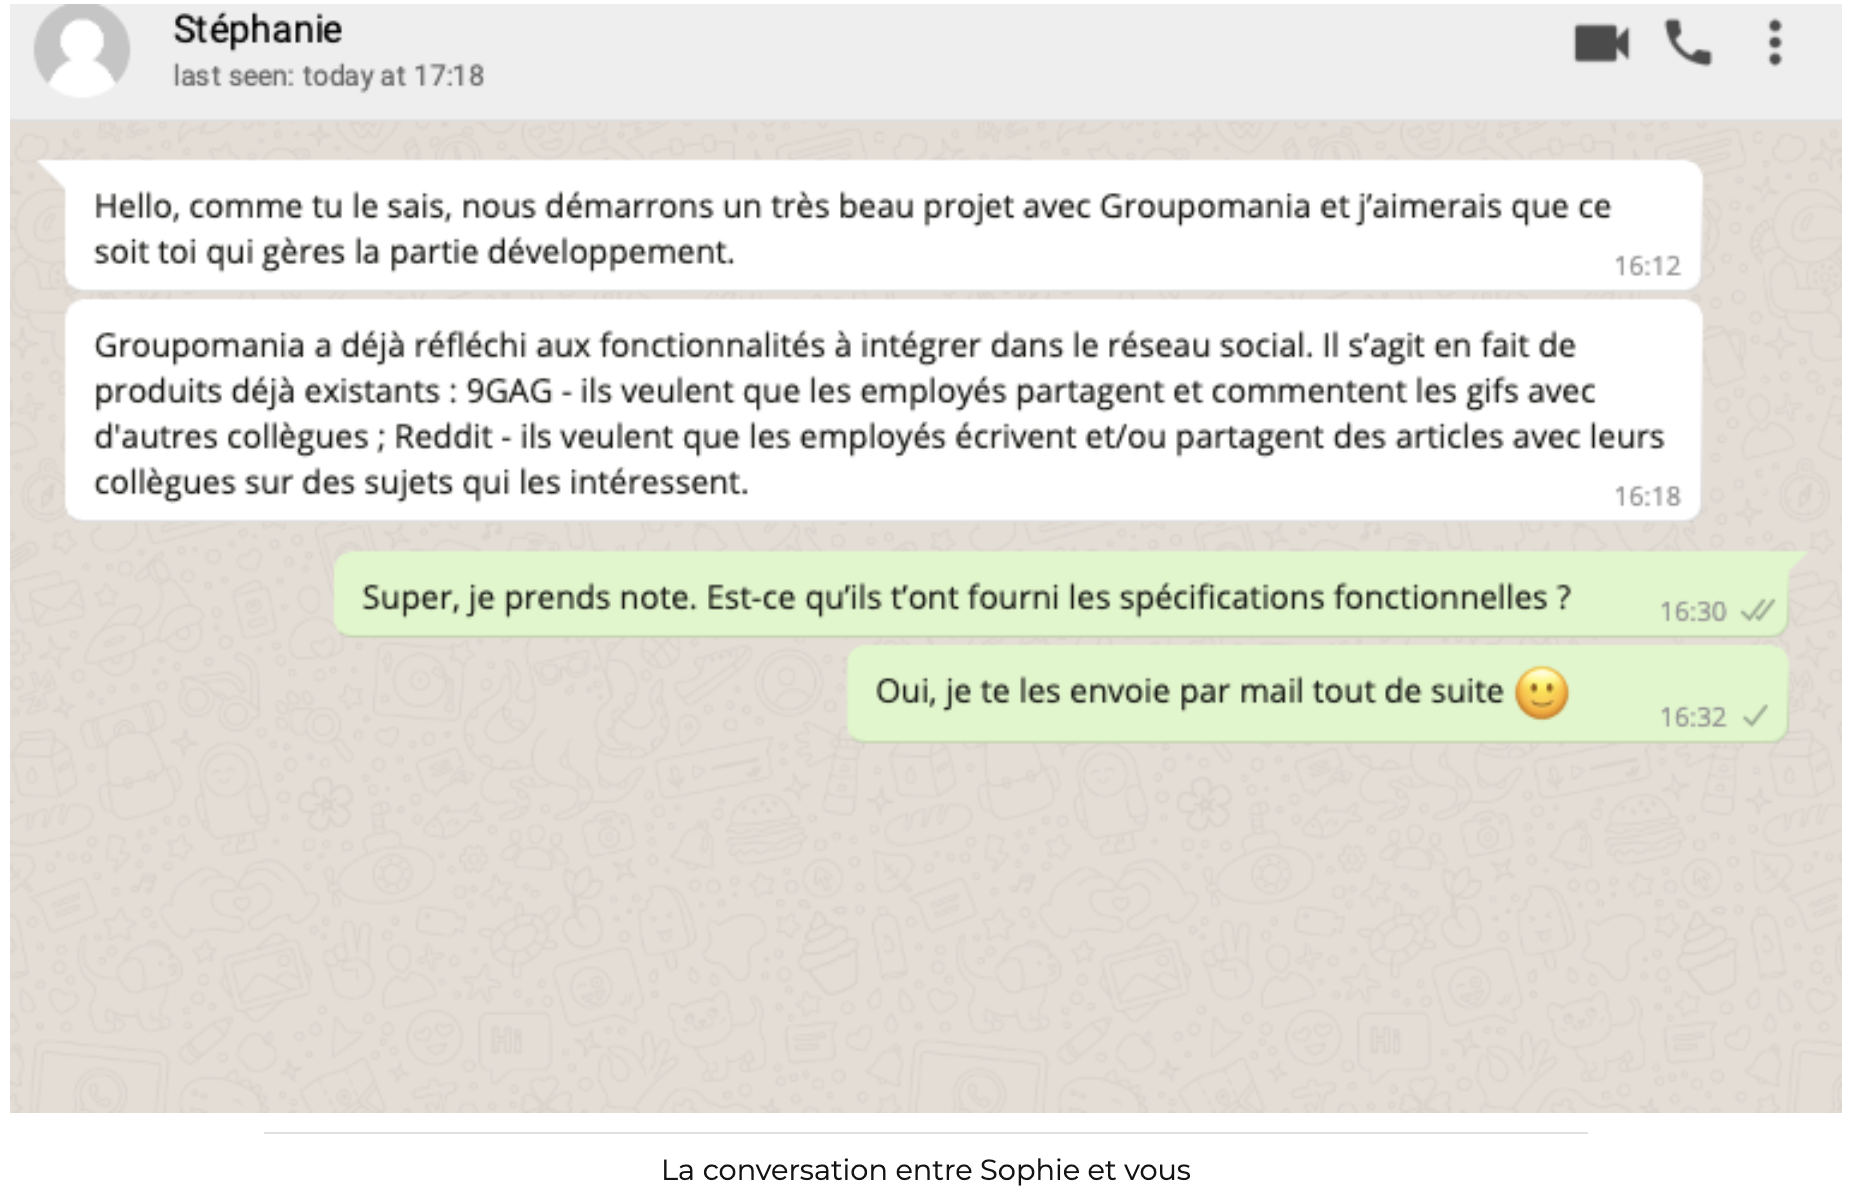 Stéphanie
last seen: today at 17:18
Hello, comme tu le sais, nous démarrons un très beau projet avec Groupomania et j’aimerais que ce
soit toi qui gères la partie développement.
16:12
Groupomania a déjà réfléchi aux fonctionnalités à intégrer dans le réseau social. Il s’agit en fait de
produits déjà existants : 9GAG - ils veulent que les employés partagent et commentent les gifs avec
d'autres collègues ; Reddit - ils veulent que les employés écrivent et/ou partagent des articles avec leurs
collègues sur des sujets qui les intéressent.
16:18
Super, je prends note. Est-ce qu’ils t’ont fourni les spécifications fonctionnelles ?
16:30
Oui, je te les envoie par mail tout de suite 🙂
16:32
Hi
Hi
La conversation entre Sophie et vous